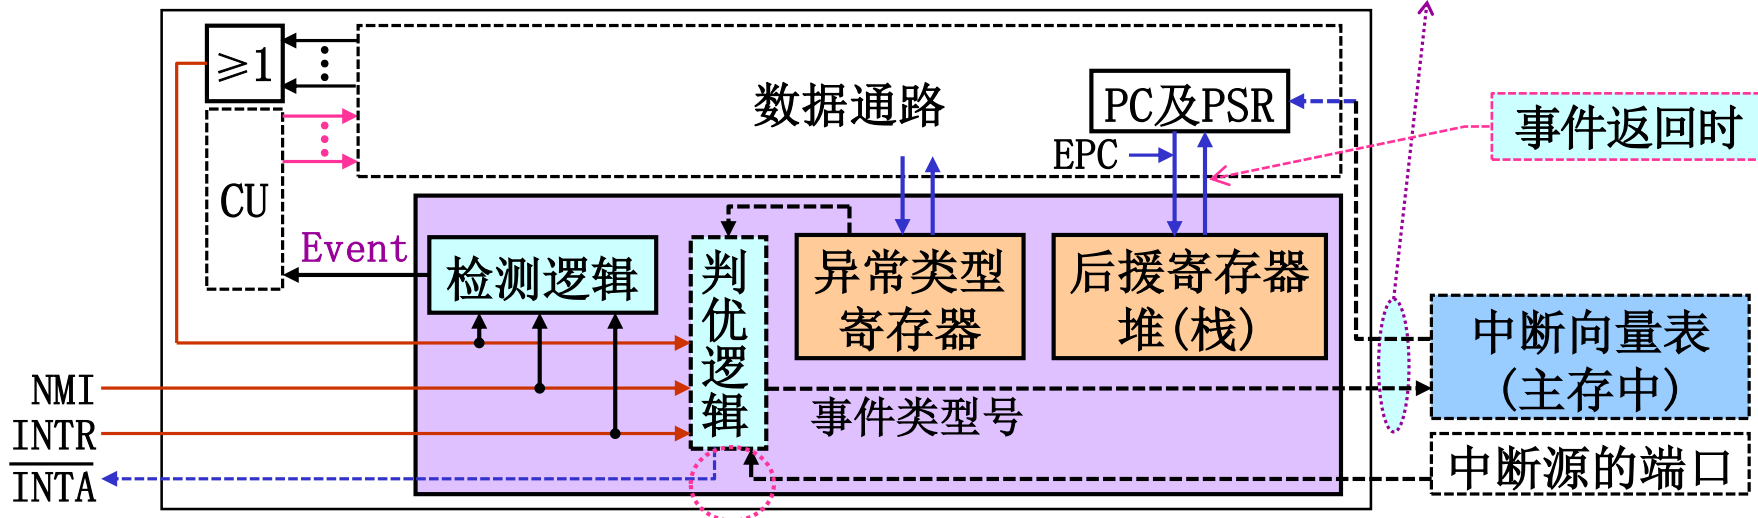 ≥1
数据通路
PC及PSR
事件返回时
EPC
CU
Event
检测逻辑
判优逻辑
异常类型
寄存器
后援寄存器
堆(栈)
中断向量表
(主存中)
NMI
事件类型号
INTR
中断源的端口
INTA